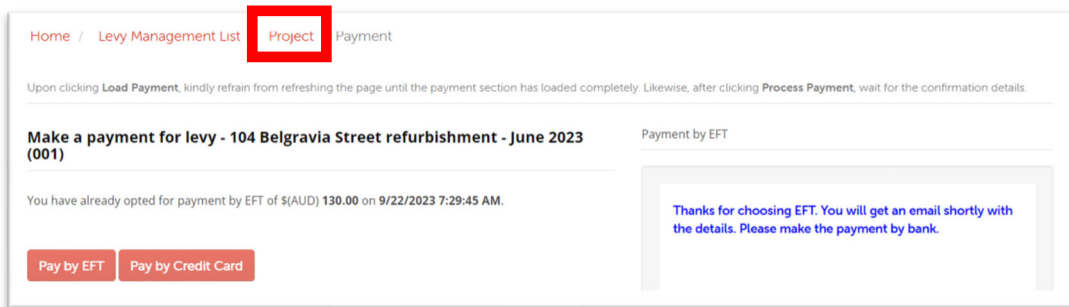 Home / Levy Management List Project Payment
Upon clicking Load Payment, kindly refrain from refreshing the page until the payment section has loaded completely. Likewise, after clicking Process Payment, wait for the confirmation details.
Make a payment for levy - 104 Belgravia Street refurbishment - June 2023
(001)
You have already opted for payment by EFT of $(AUD) 130.00 on 9/22/2023 7:29:45 AM.
Pay by EFT Pay by Credit Card
Payment by EFT
Thanks for choosing EFT. You will get an email shortly with
the details. Please make the payment by bank.